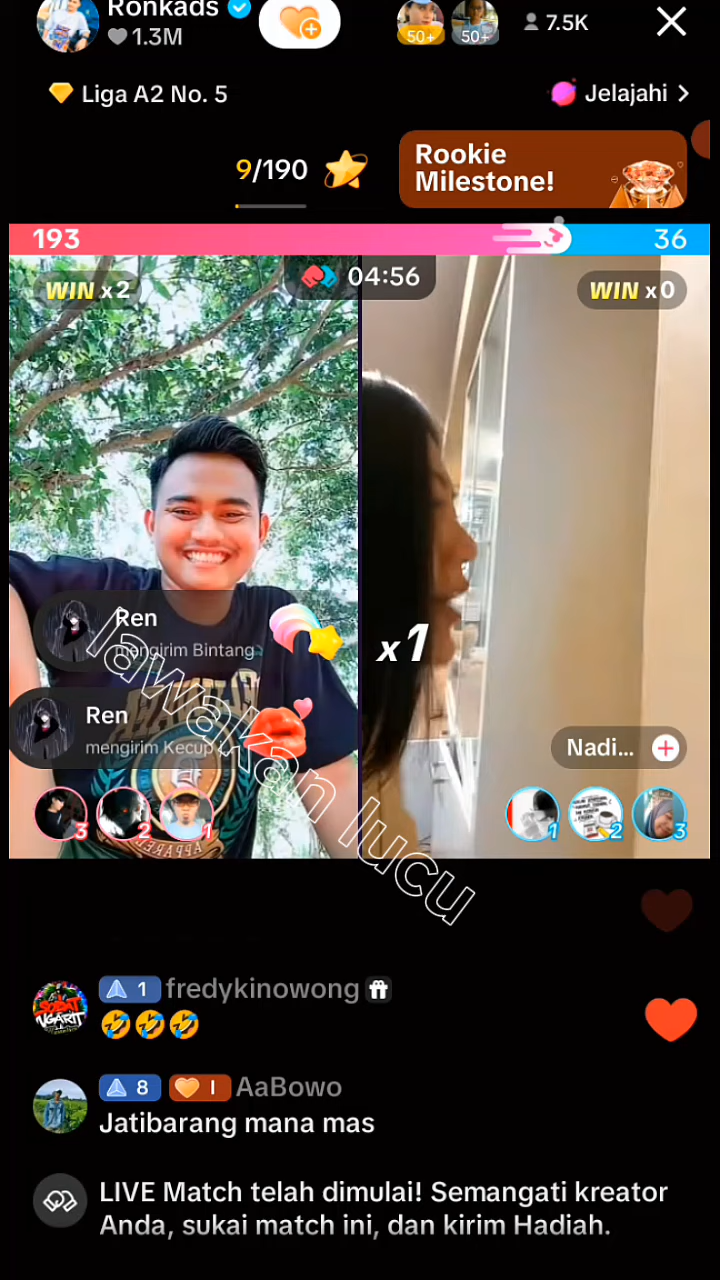 Ronkads
1.3M
50+
50+
7.5K
Liga A2 No. 5
Jelajahi >
9/190
Rookie
Milestone!
193
36
WIN x2
04:56
WIN x0
Ren
mengirim Bintang
x1
Ren
mengirim Kecup
lawakan lucu
Nadi...
3
2
1
1
2
3
1 fredykinowong
SOBAT
NGARIT
🤣🤣🤣
8 I AaBowo
Jatibarang mana mas
LIVE Match telah dimulai! Semangati kreator
Anda, sukai match ini, dan kirim Hadiah.